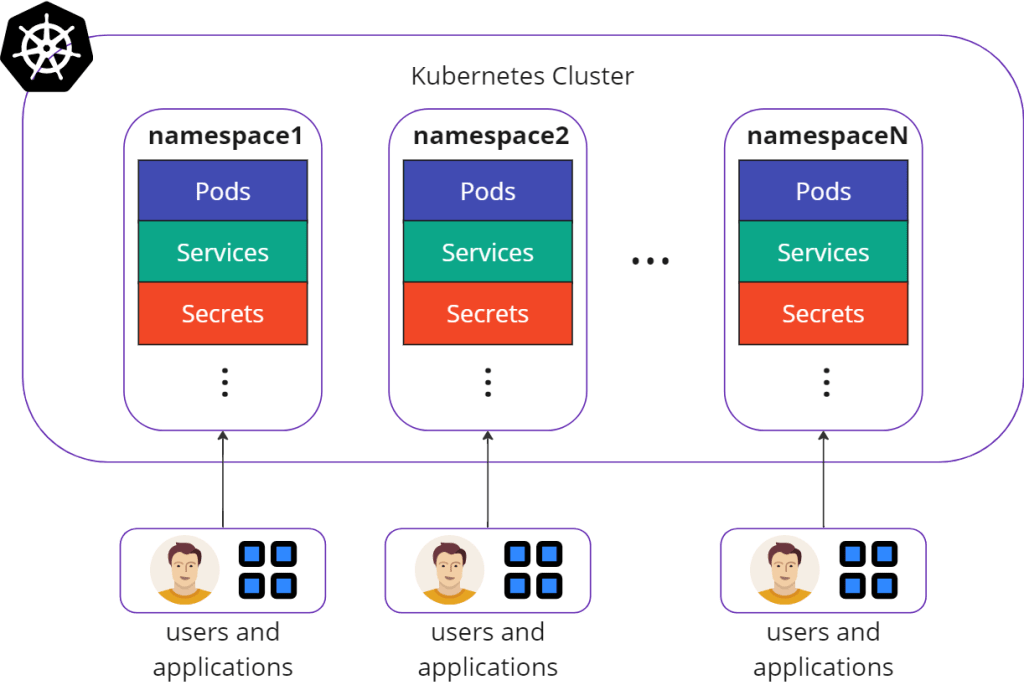 Kubernetes Cluster
namespace1
namespace2
namespaceN
Pods
Pods
Pods
Services
Services
...
Services
Secrets
Secrets
Secrets
users and
applications
users and
applications
users and
applications